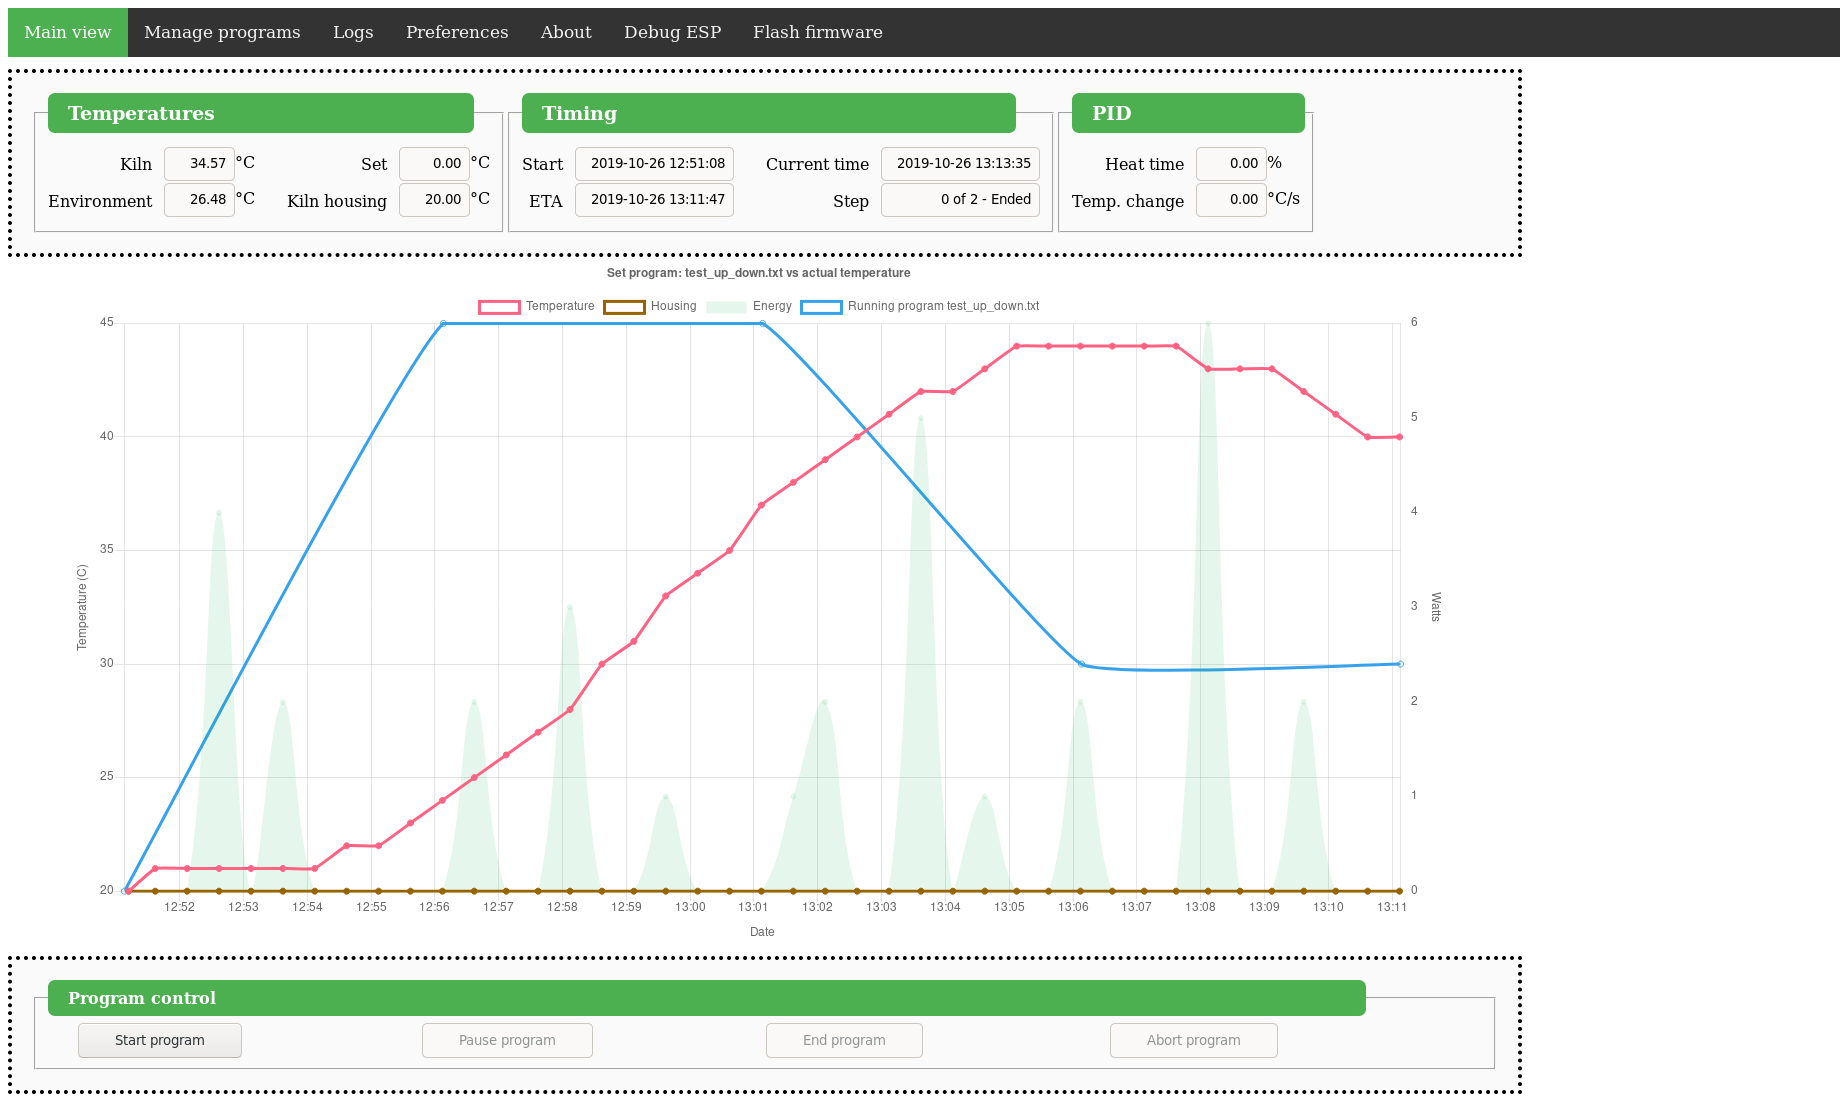 Main view Manage programs Logs Preferences About Debug ESP Flash firmware
Temperatures
Kiln 34.57 °C Set 0.00 °C
Environment 26.48 °C Kiln housing 20.00 °C
Timing
Start 2019-10-26 12:51:08 Current time 2019-10-26 13:13:35
ETA 2019-10-26 13:11:47 Step 0 of 2 - Ended
PID
Heat time 0.00 %
Temp. change 0.00 °C/s
Set program: test_up_down.txt vs actual temperature
Temperature Housing Energy Running program test_up_down.txt
45
40
35
30
25
20
Temperature (C)
6
5
4
3
2
1
0
Watts
12:52 12:53 12:54 12:55 12:56 12:57 12:58 12:59 13:00 13:01 13:02 13:03 13:04 13:05 13:06 13:07 13:08 13:09 13:10 13:11
Date
Program control
Start program Pause program End program Abort program